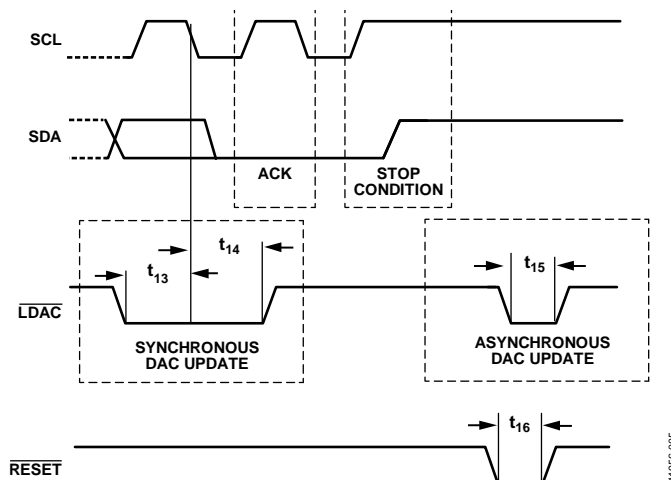 SCL
SDA
ACK
STOP
CONDITION
t14
t13
t15
LDAC
SYNCHRONOUS
DAC UPDATE
ASYNCHRONOUS
DAC UPDATE
t16
RESET